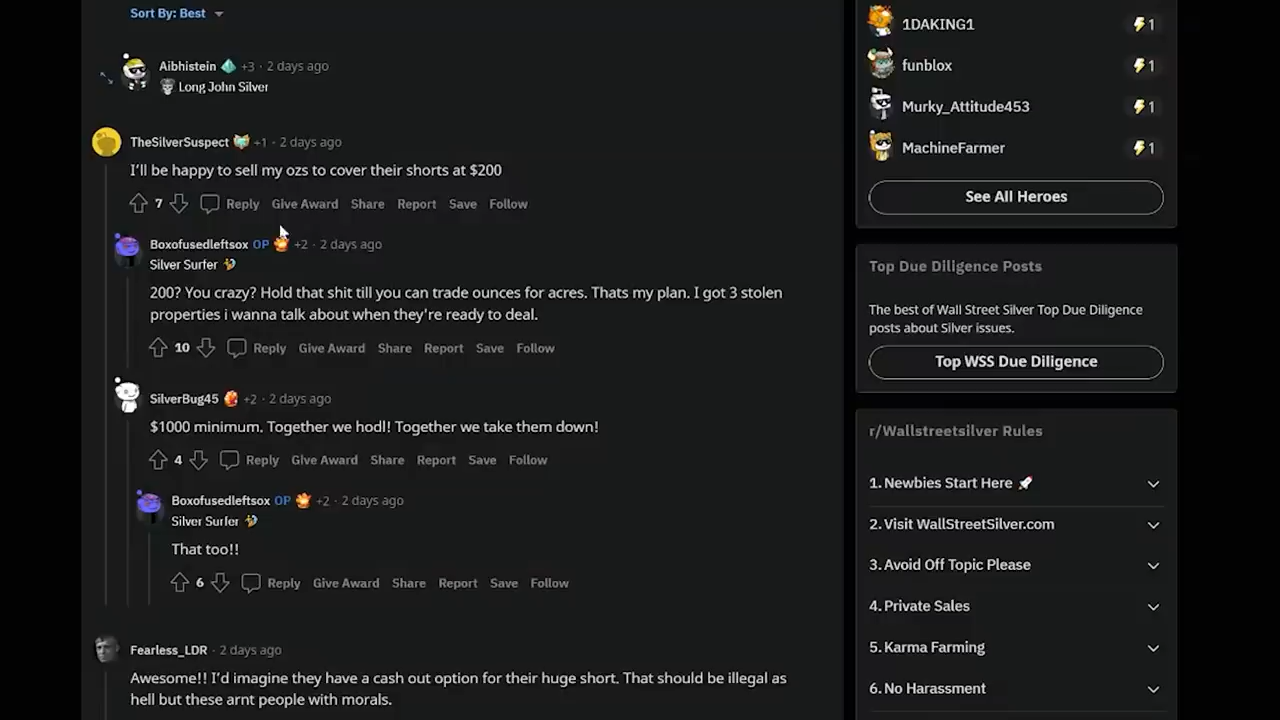 Sort By: Best
Aibhistein +3 · 2 days ago
Long John Silver
TheSilverSuspect +1 · 2 days ago
I'll be happy to sell my ozs to cover their shorts at $200
7 Reply Give Award Share Report Save Follow
Boxofusedleftsox OP +2 · 2 days ago
Silver Surfer
200? You crazy? Hold that shit till you can trade ounces for acres. Thats my plan. I got 3 stolen
properties i wanna talk about when they're ready to deal.
10 Reply Give Award Share Report Save Follow
SilverBug45 +2 · 2 days ago
$1000 minimum. Together we hodl! Together we take them down!
4 Reply Give Award Share Report Save Follow
Boxofusedleftsox OP +2 · 2 days ago
Silver Surfer
That too!!
6 Reply Give Award Share Report Save Follow
Fearless_LDR · 2 days ago
Awesome!! I'd imagine they have a cash out option for their huge short. That should be illegal as
hell but these arnt people with morals.
1DAKING1 1
funblox 1
Murky_Attitude453 1
MachineFarmer 1
See All Heroes
Top Due Diligence Posts
The best of Wall Street Silver Top Due Diligence
posts about Silver issues.
Top WSS Due Diligence
r/Wallstreetsilver Rules
1. Newbies Start Here
2. Visit WallStreetSilver.com
3. Avoid Off Topic Please
4. Private Sales
5. Karma Farming
6. No Harassment